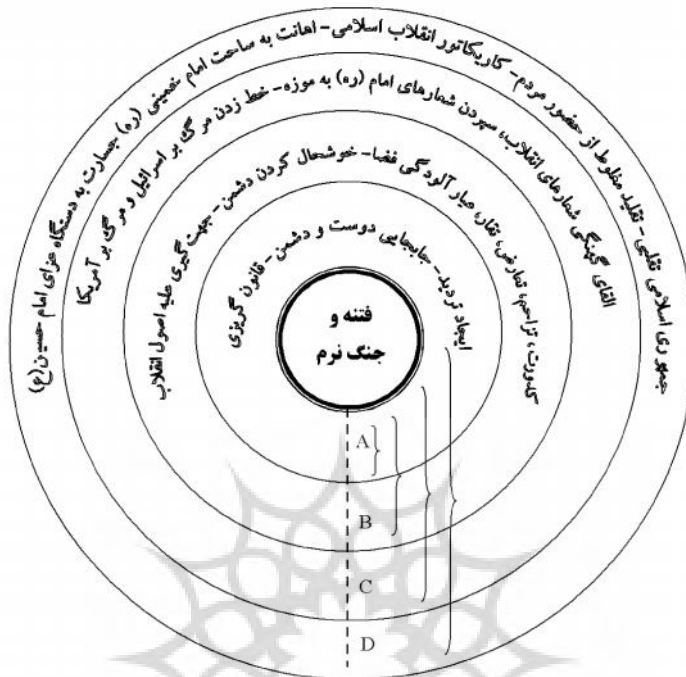 جمهوری اسلامی تقلبی - تقلید مغلوط از حضور مردم - کاریکاتور انقلاب اسلامی - اهانت به ساحت امام خمینی (ره) جسارت به دستگاه عزای امام حسین (ع)
القای کهنگی شعارهای انقلاب، سپردن شعارهای امام (ره) به موزه - خط زدن مرگ بر اسرائیل و مرگ بر آمریکا
کدورت، تزاحم، تعارض، نقار، غبار آلودگی فضا - خوشحال کردن دشمن - جهت گیری علیه اصول انقلاب
ایجاد تردید - جابجایی دوست و دشمن - قانون گریزی
فتنه و
جنگ نرم
A
B
C
D